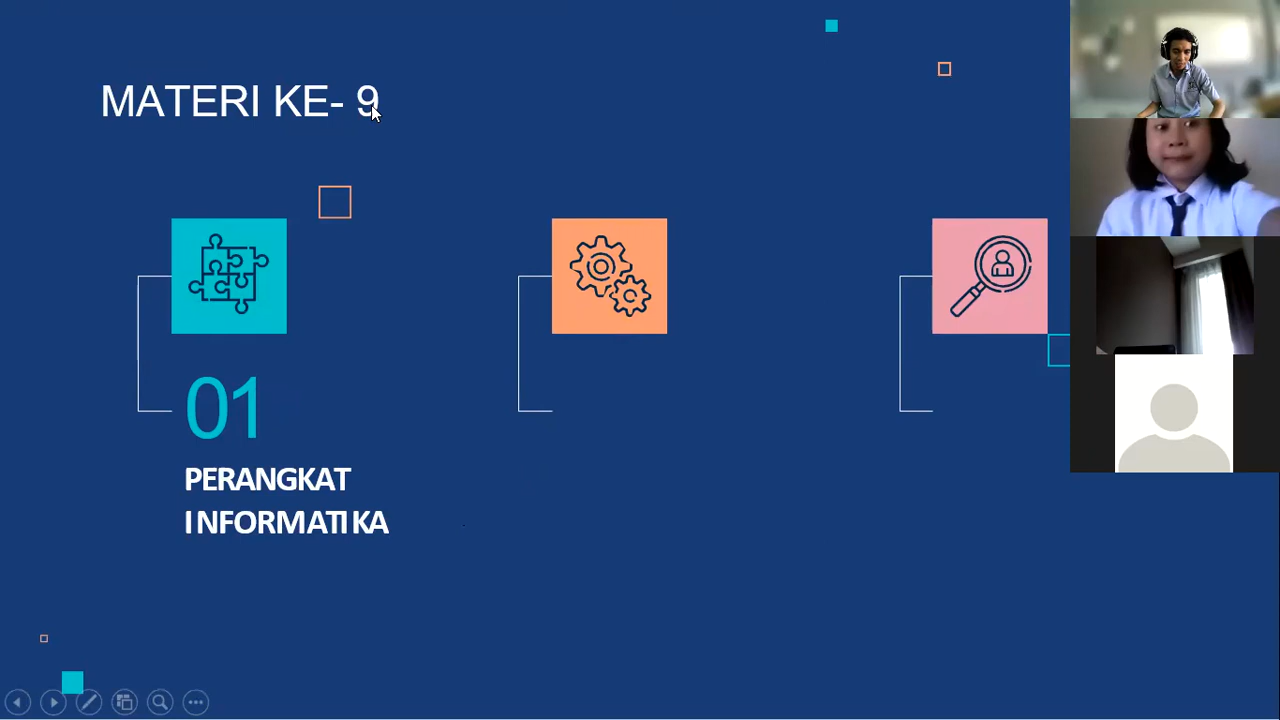 MATERI KE- 9
01
PERANGKAT
INFORMATIKA